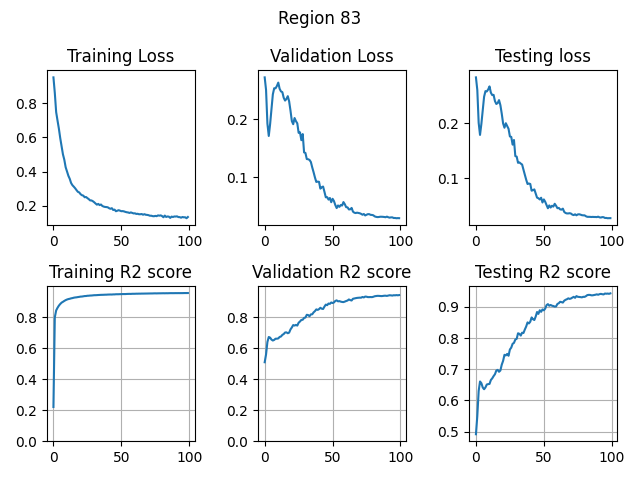 Region 83
Training Loss
Validation Loss
Testing loss
0.8
0.6
0.4
0.2
0 50 100
0.2
0.1
0 50 100
0.2
0.1
0 50 100
Training R2 score
Validation R2 score
Testing R2 score
0.8
0.6
0.4
0.2
0.0
0 50 100
0.8
0.6
0.4
0.2
0.0
0 50 100
0.9
0.8
0.7
0.6
0.5
0 50 100